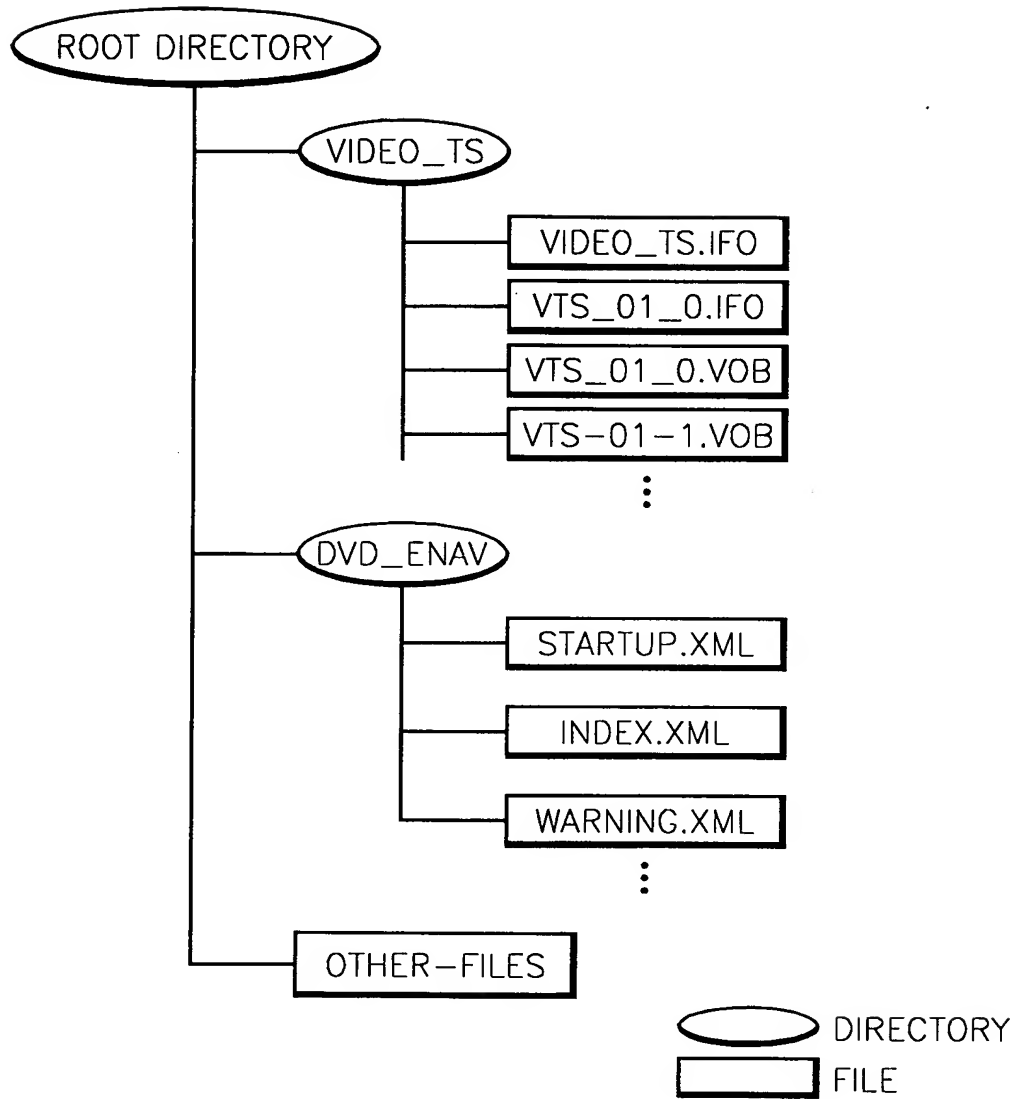 ROOT DIRECTORY
VIDEO_TS
VIDEO_TS.IFO
VTS_01_0.IFO
VTS_01_0.VOB
VTS-01-1.VOB
DVD_ENAV
STARTUP.XML
INDEX.XML
WARNING.XML
OTHER-FILES
DIRECTORY
FILE